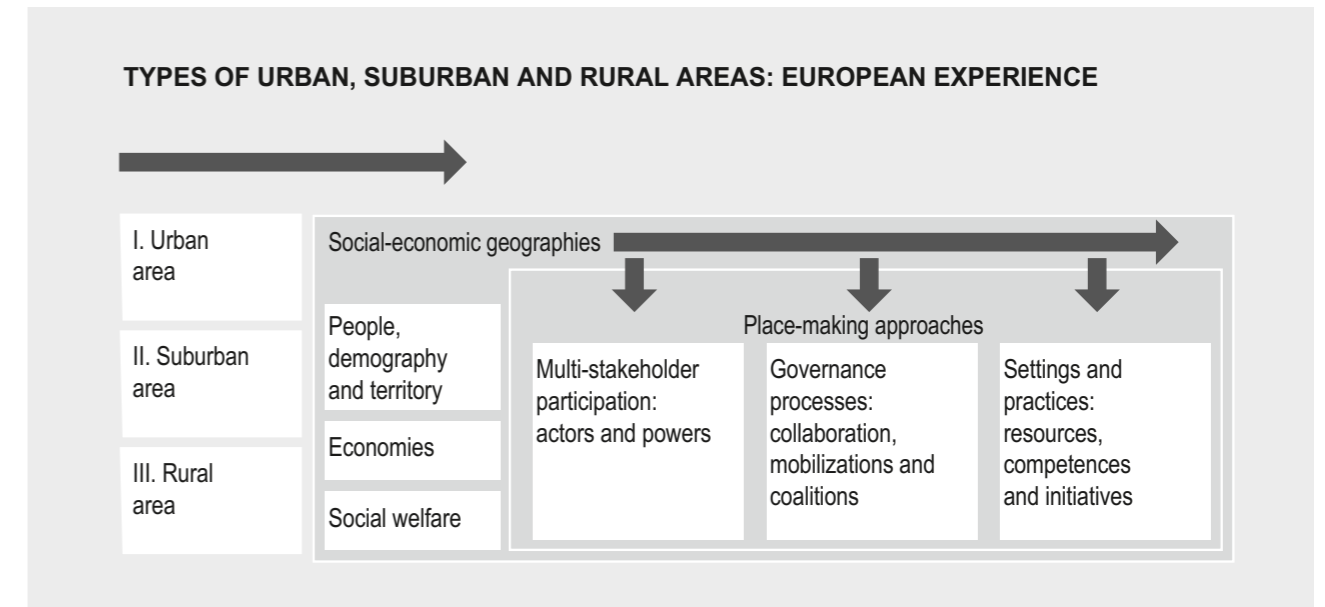 TYPES OF URBAN, SUBURBAN AND RURAL AREAS: EUROPEAN EXPERIENCE
I. Urban
area
II. Suburban
area
III. Rural
area
Social-economic geographies
People,
demography
and territory
Economies
Social welfare
Place-making approaches
Multi-stakeholder
participation:
actors and powers
Governance
processes:
collaboration,
mobilizations and
coalitions
Settings and
practices:
resources,
competences
and initiatives